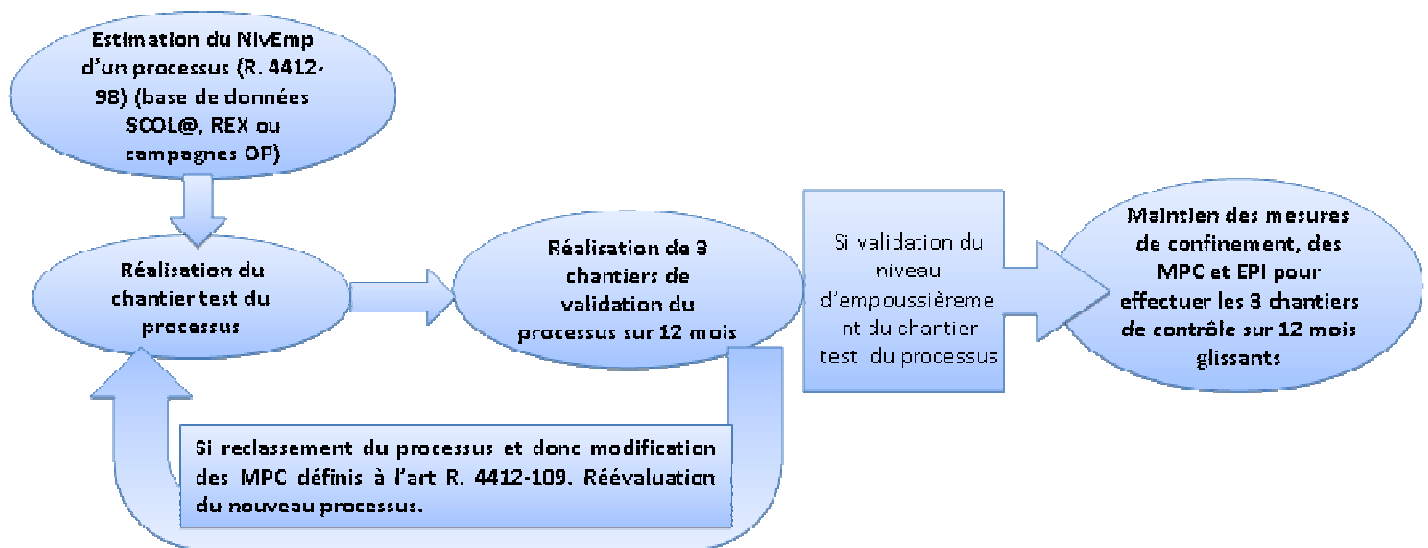 Estimation du NivEmp
d'un processus (R. 4412-
98) (base de données
SCOL@, REX ou
campagnes OP)
Réalisation du
chantier test du
processus
Réalisation de 3
chantiers de
validation du
processus sur 12 mois
Si validation du
niveau
d'empoussièreme
nt du chartier
test du processus
Maintien des mesures
de confinement, des
MPC et EPI pour
effectuer les 3 chantiers
de contrôle sur 12 mois
glissants
Si reclassement du processus et donc modification
des MPC définis à l'art R. 4412-109. Réévaluation
du nouveau processus.